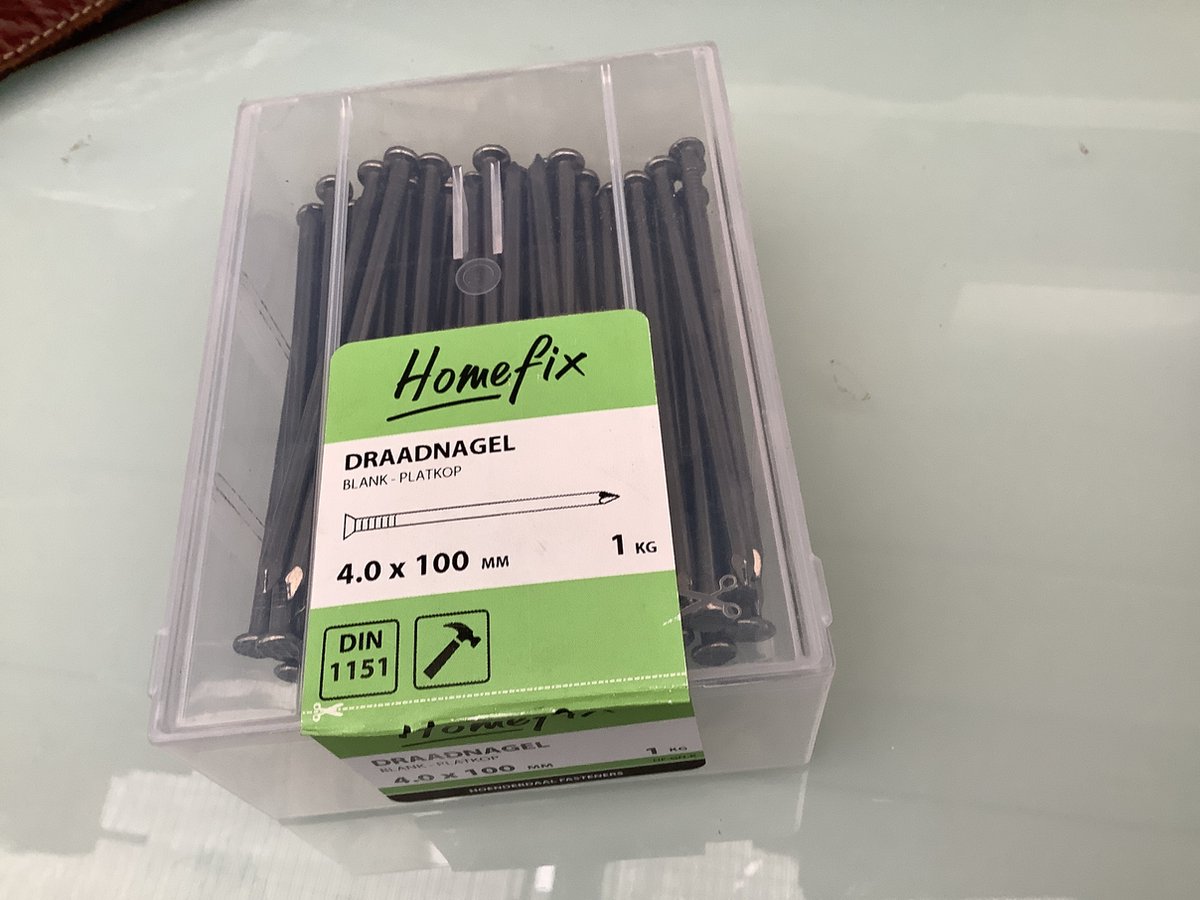 Homefix
DRAADNAGEL
BLANK - PLATKOP
4.0 x 100 MM
1 KG
DIN
1151
Homefix
DRAADNAGEL
BLANK - PLATKOP
4.0 x 100 MM
1 KG
HOENDERDAAL FASTENERS